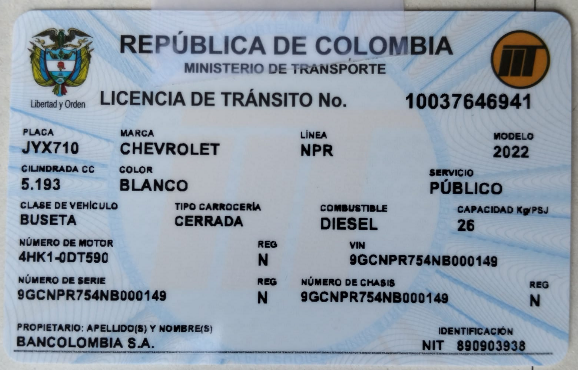 REPÚBLICA DE COLOMBIA
MINISTERIO DE TRANSPORTE
Libertad y Orden
LICENCIA DE TRÁNSITO No. 10037646941
PLACA MARCA LÍNEA MODELO
JYX710 CHEVROLET NPR 2022
CILINDRADA CC COLOR SERVICIO
5.193 BLANCO PÚBLICO
CLASE DE VEHÍCULO TIPO CARROCERÍA COMBUSTIBLE CAPACIDAD Kg/PSJ
BUSETA CERRADA DIESEL 26
NÚMERO DE MOTOR REG VIN
4HK1-0DT590 N 9GCNPR754NB000149
NÚMERO DE SERIE REG NÚMERO DE CHASIS REG
9GCNPR754NB000149 N 9GCNPR754NB000149 N
PROPIETARIO: APELLIDO(S) Y NOMBRE(S) IDENTIFICACIÓN
BANCOLOMBIA S.A. NIT 890903938